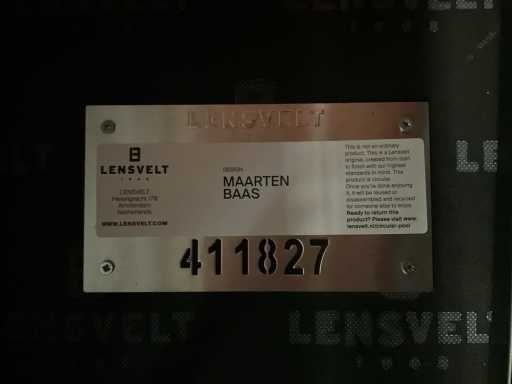 LENSVELT
LENSVELT
1962
LENSVELT
Herengracht 178
Amsterdam
Netherlands
WWW.LENSVELT.COM
DESIGN
MAARTEN
BAAS
This is not an ordinary
product. This is a Lensvelt
original, created from start
to finish with our highest
standards in mind. This
product is circular.
Once you're done enjoying
it, it will be reused or
disassembled, and recycled
for someone else to enjoy.
Ready to return this
product? Please visit www.
lensvelt.nl/circular-pool
411827
LENSVELT
LENSVELT
1962